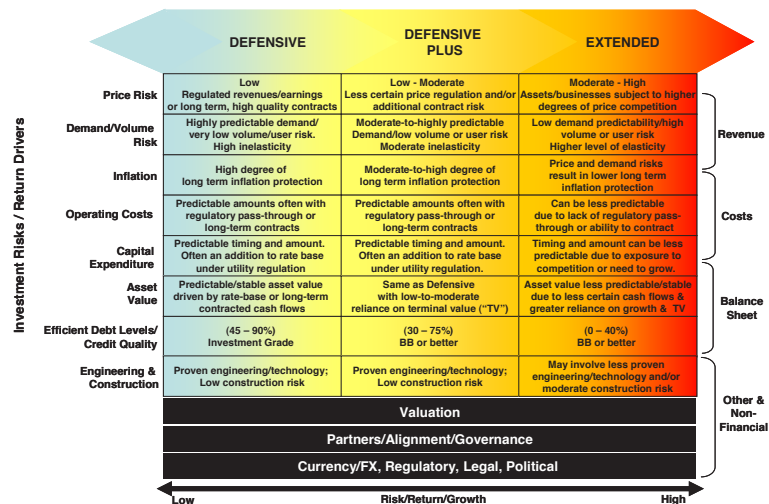 DEFENSIVE
DEFENSIVE
PLUS
EXTENDED
Investment Risks / Return Drivers
Price Risk
Low
Regulated revenues/earnings
or long term, high quality contracts
Low - Moderate
Less certain price regulation and/or
additional contract risk
Moderate - High
Assets/businesses subject to higher
degrees of price competition
Demand/Volume
Risk
Highly predictable demand/
very low volume/user risk.
High inelasticity
Moderate-to-highly predictable
Demand/low volume or user risk
Moderate inelasticity
Low demand predictability/high
volume or user risk
Higher level of elasticity
Revenue
Inflation
High degree of
long term inflation protection
Moderate-to-high degree of
long term inflation protection
Price and demand risks
result in lower long term
inflation protection
Operating Costs
Predictable amounts often with
regulatory pass-through or
long-term contracts
Predictable amounts often with
regulatory pass-through or
long-term contracts
Can be less predictable
due to lack of regulatory pass-
through or ability to contract
Costs
Capital
Expenditure
Predictable timing and amount.
Often an addition to rate base
under utility regulation
Predictable timing and amount.
Often an addition to rate base
under utility regulation.
Timing and amount can be less
predictable due to exposure to
competition or need to grow.
Asset
Value
Predictable/stable asset value
driven by rate-base or long-term
contracted cash flows
Same as Defensive
with low-to-moderate
reliance on terminal value (“TV”)
Asset value less predictable/stable
due to less certain cash flows &
greater reliance on growth & TV
Balance
Sheet
Efficient Debt Levels/
Credit Quality
(45 – 90%)
Investment Grade
(30 – 75%)
BB or better
(0 – 40%)
BB or better
Engineering &
Construction
Proven engineering/technology;
Low construction risk
Proven engineering/technology;
Low construction risk
May involve less proven
engineering/technology and/or
moderate construction risk
Other &
Non-
Financial
Valuation
Partners/Alignment/Governance
Currency/FX, Regulatory, Legal, Political
Low
Risk/Return/Growth
High